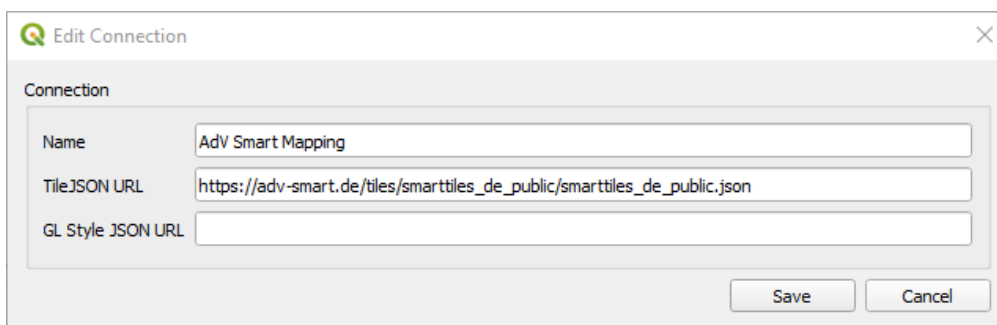 Edit Connection
Connection
Name AdV Smart Mapping
TileJSON URL https://adv-smart.de/tiles/smarttiles_de_public/smarttiles_de_public.json
GL Style JSON URL
Save Cancel